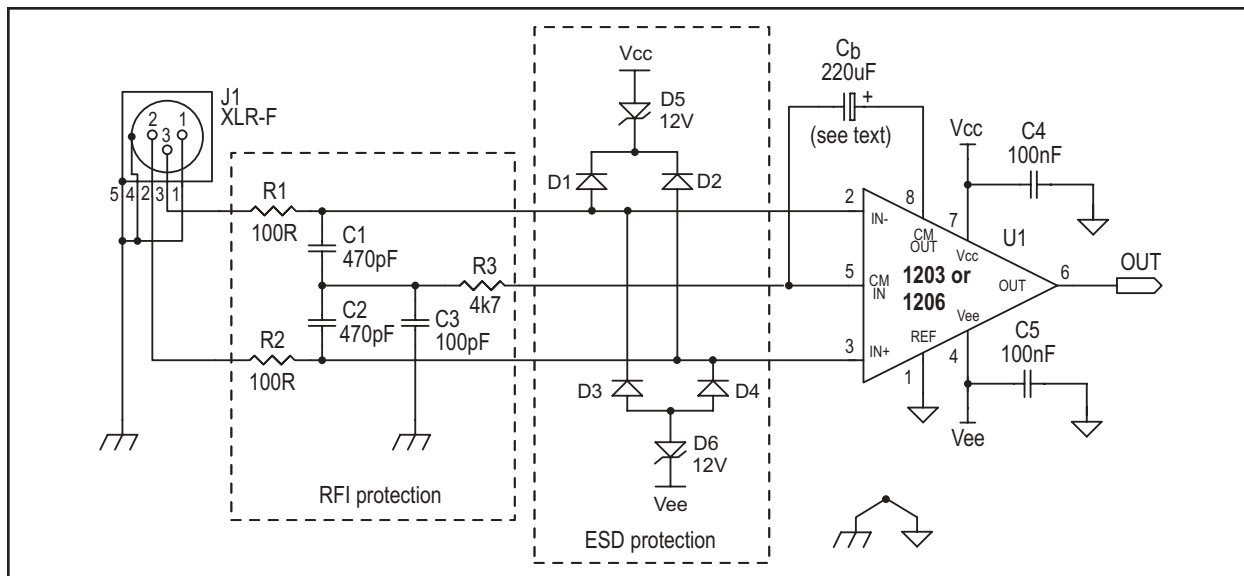 J1
XLR-F
2
1
3
5
4
2
3
1
R1
100R
C1
470pF
R3
4k7
C2
470pF
C3
100pF
R2
100R
RFI protection
Vcc
D5
12V
D1
D2
D3
D4
D6
12V
Vee
ESD protection
Cb
220uF
+
(see text)
Vcc
C4
100nF
2
IN-
8
CM
OUT
7
Vcc
U1
5
CM
IN
1203 or
1206
OUT
6
OUT
3
IN+
REF
1
Vee
4
C5
100nF
Vee